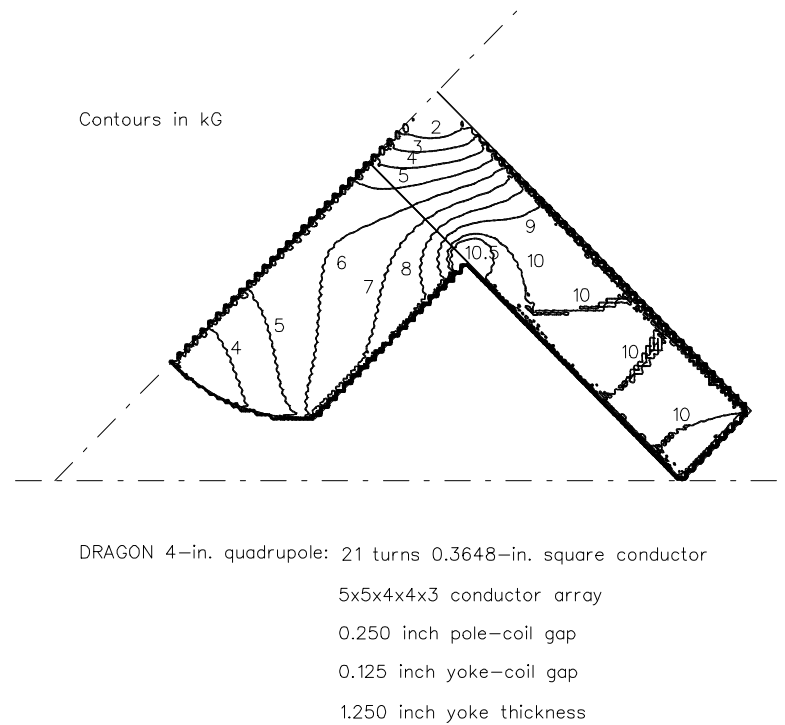 Contours in kG
2
3
4
5
9
6
10.5
10
8
7
10
5
4
10
10
DRAGON 4-in. quadrupole: 21 turns 0.3648-in. square conductor
5x5x4x4x3 conductor array
0.250 inch pole-coil gap
0.125 inch yoke-coil gap
1.250 inch yoke thickness